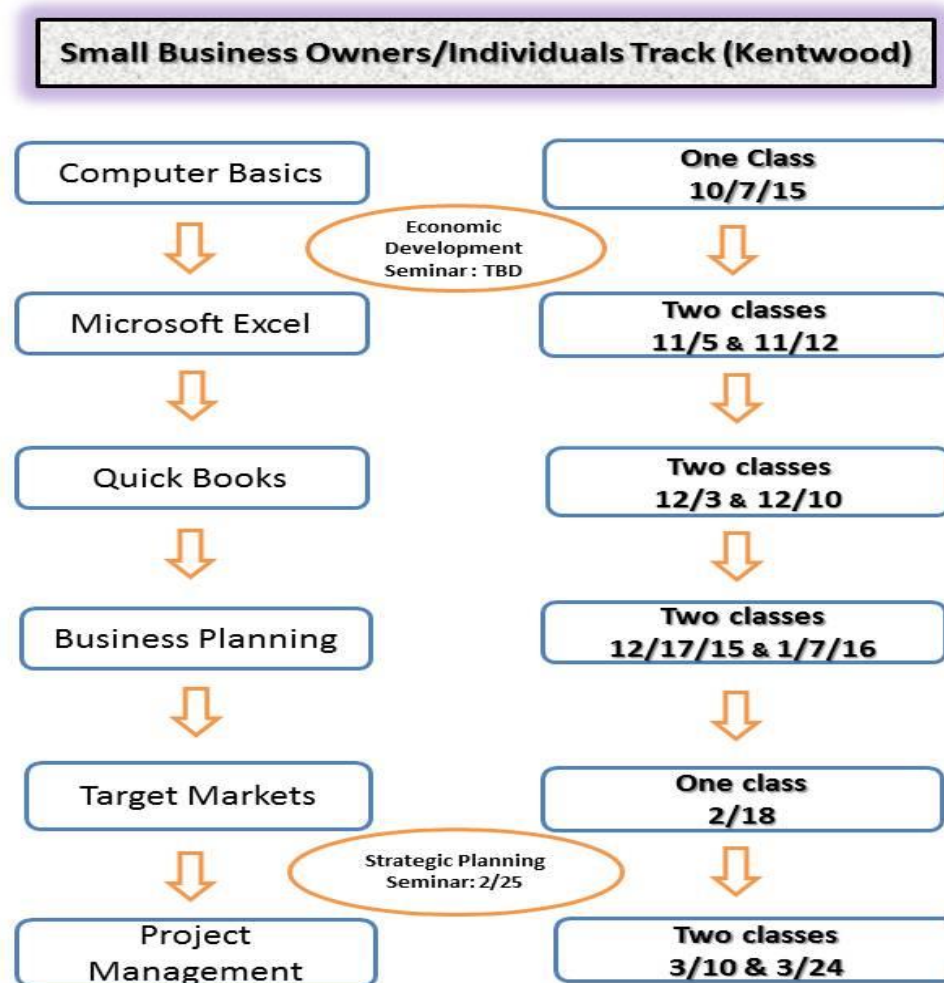 Small Business Owners/Individuals Track (Kentwood)
Computer Basics
One Class
10/7/15
Economic
Development
Seminar : TBD
Microsoft Excel
Two classes
11/5 & 11/12
Quick Books
Two classes
12/3 & 12/10
Business Planning
Two classes
12/17/15 & 1/7/16
Target Markets
One class
2/18
Strategic Planning
Seminar: 2/25
Project
Management
Two classes
3/10 & 3/24